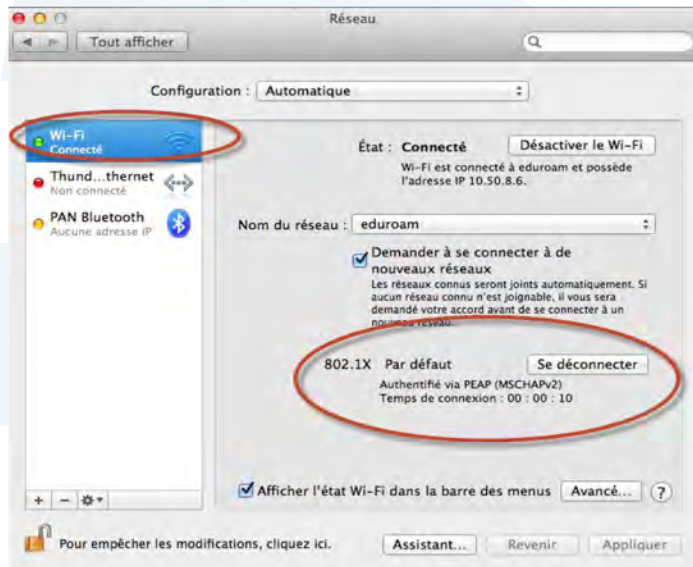 Réseau
Tout afficher
Configuration : Automatique
Wi-Fi
Connecté
Thund...thernet
Non connecté
PAN Bluetooth
Aucune adresse IP
État : Connecté
Désactiver le Wi-Fi
Wi-Fi est connecté à eduroam et possède
l'adresse IP 10.50.8.6.
Nom du réseau : eduroam
Demander à se connecter à de
nouveaux réseaux
Les réseaux connus seront joints automatiquement. Si
aucun réseau connu n'est joignable, il vous sera
demandé votre accord avant de se connecter à un
nouveau réseau.
802.1X Par défaut Se déconnecter
Authentifié via PEAP (MSCHAPv2)
Temps de connexion : 00 : 00 : 10
Afficher l'état Wi-Fi dans la barre des menus Avancé... ?
Pour empêcher les modifications, cliquez ici.
Assistant... Revenir Appliquer